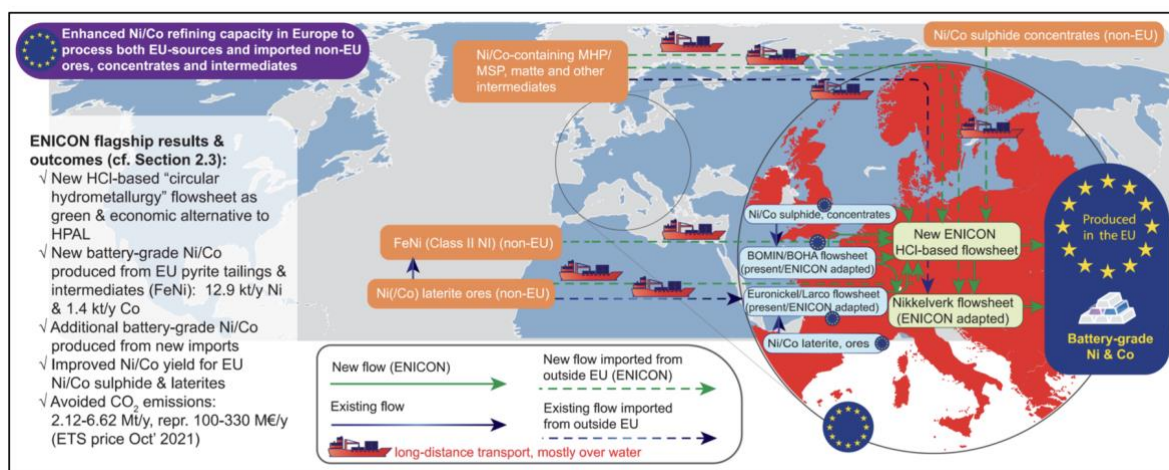 Enhanced Ni/Co refining capacity in Europe to
process both EU-sources and imported non-EU
ores, concentrates and intermediates
Ni/Co-containing MHP/
MSP, matte and other
intermediates
Ni/Co sulphide concentrates (non-EU)
ENICON flagship results &
outcomes (cf. Section 2.3):
√ New HCl-based “circular
hydrometallurgy” flowsheet as
green & economic alternative to
HPAL
√ New battery-grade Ni/Co
produced from EU pyrite tailings &
intermediates (FeNi): 12.9 kt/y Ni
& 1.4 kt/y Co
√ Additional battery-grade Ni/Co
produced from new imports
√ Improved Ni/Co yield for EU
Ni/Co sulphide & laterites
√ Avoided CO₂ emissions:
2.12-6.62 Mt/y, repr. 100-330 M€/y
(ETS price Oct’ 2021)
FeNi (Class II NI) (non-EU)
Ni(/Co) laterite ores (non-EU)
Ni/Co sulphide, concentrates
BOMIN/BOHA flowsheet
(present/ENICON adapted)
Euronickel/Larco flowsheet
(present/ENICON adapted)
Ni/Co laterite, ores
New ENICON
HCl-based flowsheet
Nikkelverk flowsheet
(ENICON adapted)
Produced
in the EU
Battery-grade
Ni & Co
New flow (ENICON)
New flow imported from
outside EU (ENICON)
Existing flow
Existing flow imported
from outside EU
long-distance transport, mostly over water